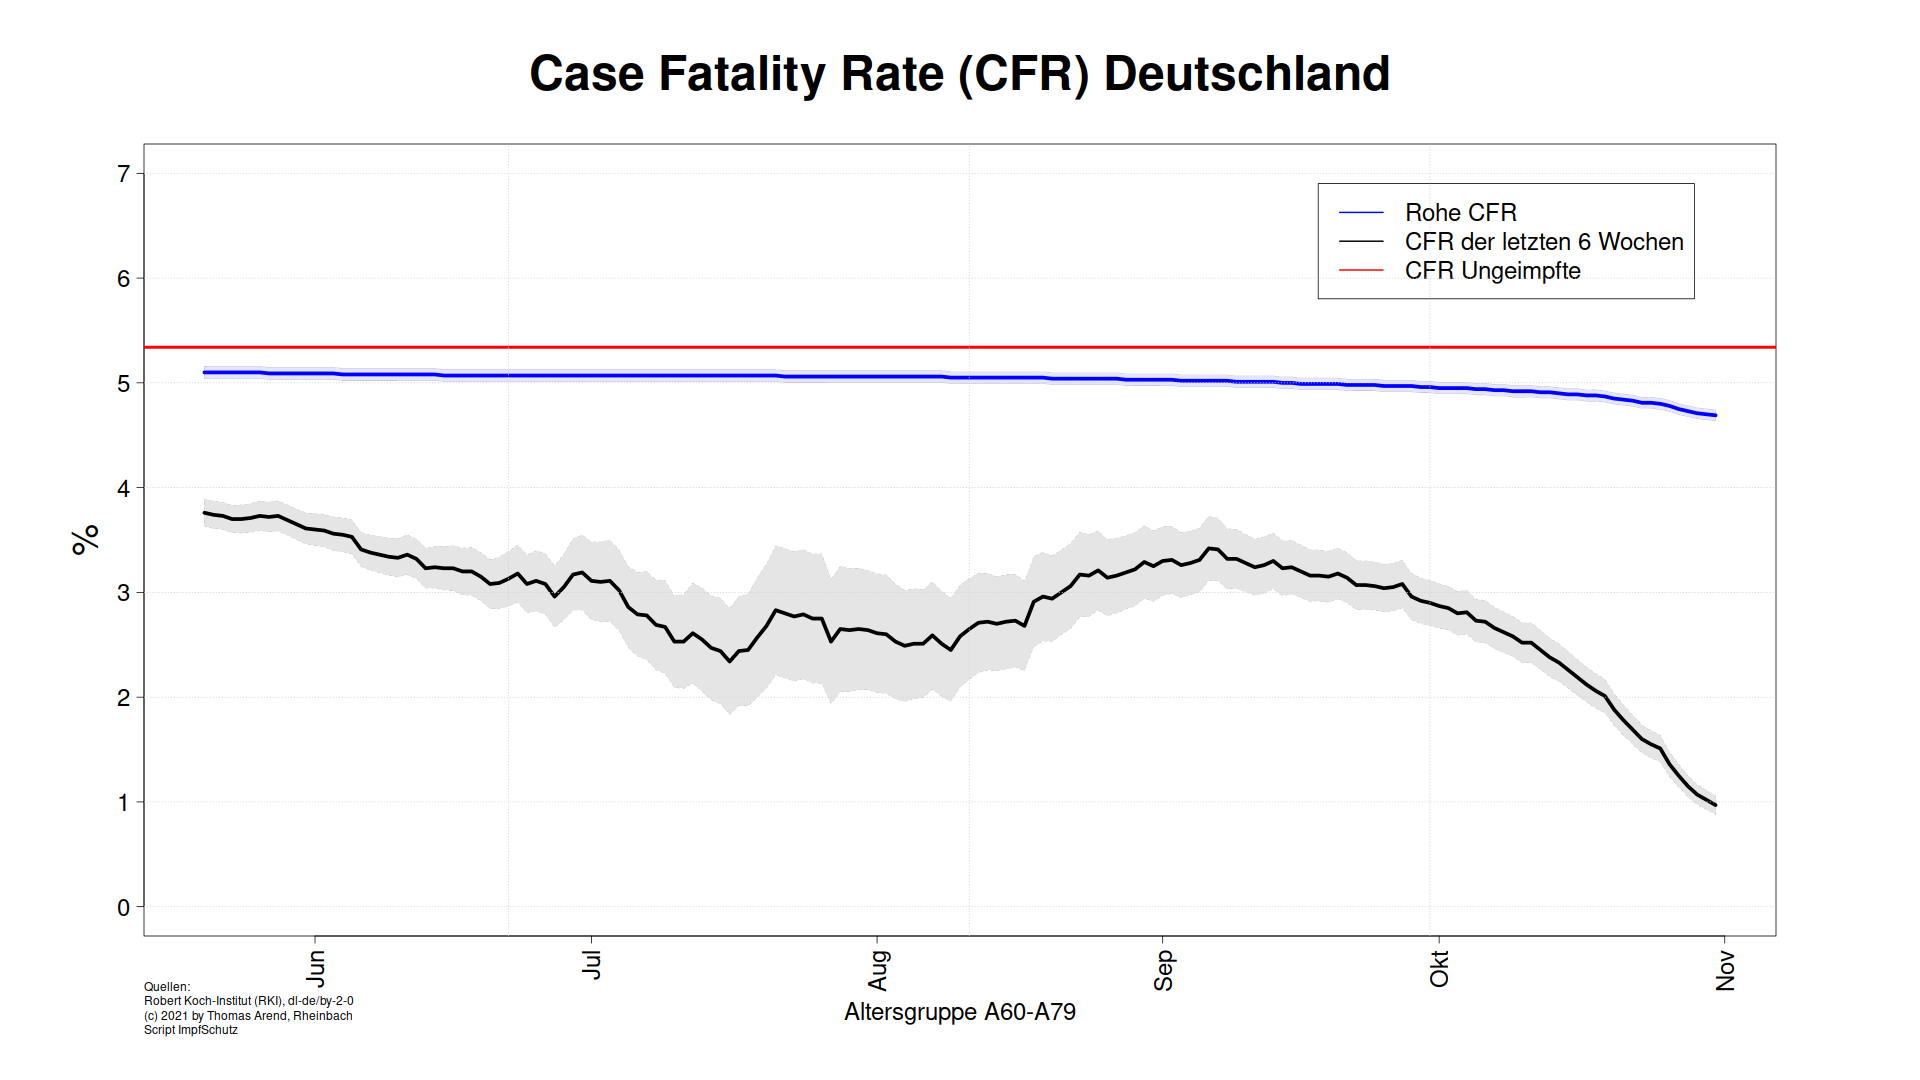 Case Fatality Rate (CFR) Deutschland
7
6
5
4
3
2
1
0
%
Rohe CFR
CFR der letzten 6 Wochen
CFR Ungeimpfte
Jun
Jul
Aug
Sep
Okt
Nov
Altersgruppe A60-A79
Quellen:
Robert Koch-Institut (RKI), dl-de/by-2-0
(c) 2021 by Thomas Arend, Rheinbach
Script ImpfSchutz